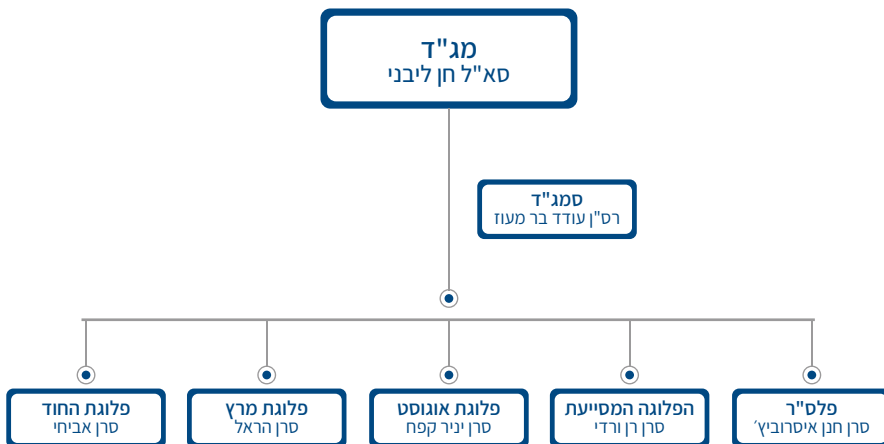 מג"ד
סא"ל חן ליבני
סמג"ד
רס"ן עודד בר מעוז
פלס"ר
סרן חנן איסרוביץ׳
הפלוגה המסייעת
סרן רן ורדי
פלוגת אוגוסט
סרן יניר קפח
פלוגת מרץ
סרן הראל
פלוגת החוד
סרן אביחי